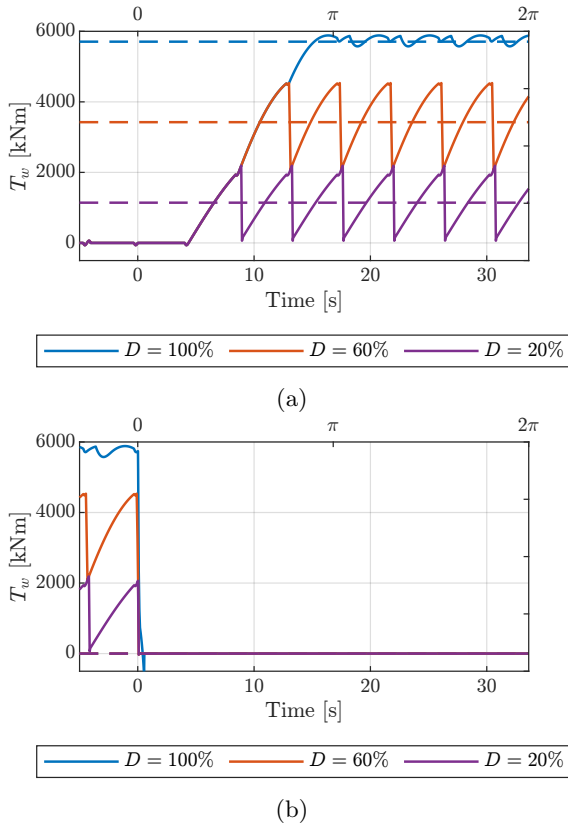 0 π 2π
6000
4000
2000
0
T_w [kNm]
0 10 20 30
Time [s]
D = 100% D = 60% D = 20%
(a)
0 π 2π
6000
4000
2000
0
T_w [kNm]
0 10 20 30
Time [s]
D = 100% D = 60% D = 20%
(b)